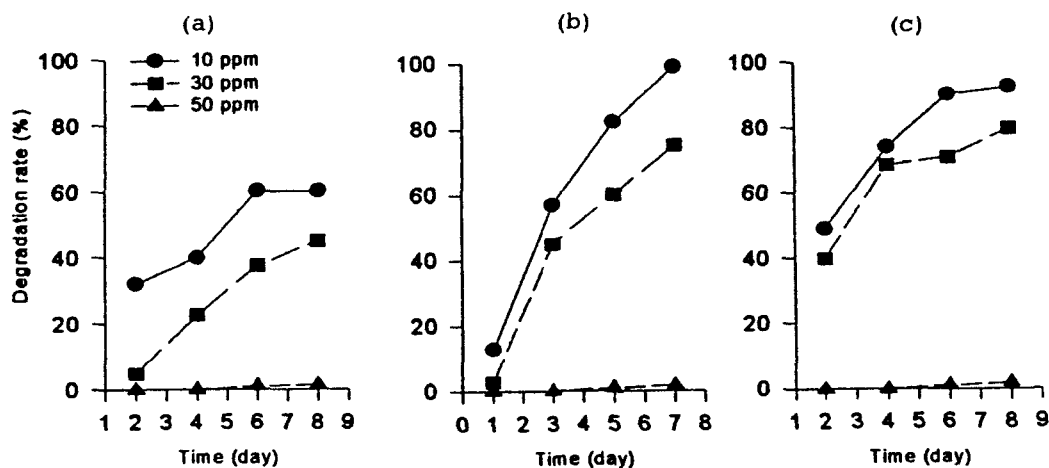 (a)
(b)
(c)
10 ppm
30 ppm
50 ppm
Degradation rate (%)
100
80
60
40
20
0
1 2 3 4 5 6 7 8 9
Time (day)
100
80
60
40
20
0
0 1 2 3 4 5 6 7 8
Time (day)
100
80
60
40
20
0
1 2 3 4 5 6 7 8 9
Time (day)